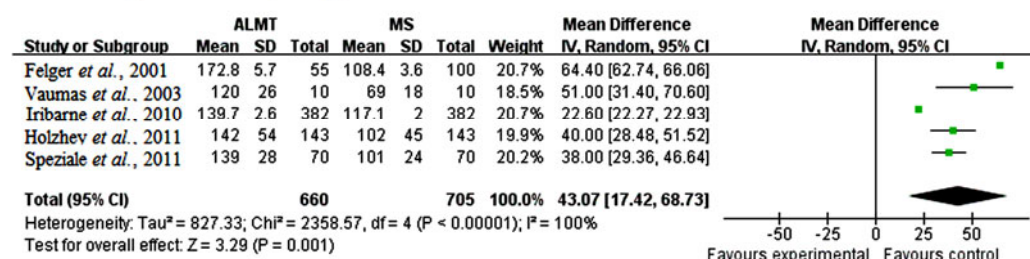 ALMT MS Mean Difference Mean Difference
Study or Subgroup Mean SD Total Mean SD Total Weight IV, Random, 95% CI IV, Random, 95% CI
Felger et al., 2001 172.8 5.7 55 108.4 3.6 100 20.7% 64.40 [62.74, 66.06]
Vaumas et al., 2003 120 26 10 69 18 10 18.5% 51.00 [31.40, 70.60]
Iribarne et al., 2010 139.7 2.6 382 117.1 2 382 20.7% 22.60 [22.27, 22.93]
Holzhev et al., 2011 142 54 143 102 45 143 19.9% 40.00 [28.48, 51.52]
Speziale et al., 2011 139 28 70 101 24 70 20.2% 38.00 [29.36, 46.64]
Total (95% CI) 660 705 100.0% 43.07 [17.42, 68.73]
Heterogeneity: Tau² = 827.33; Chi² = 2358.57, df = 4 (P < 0.00001); I² = 100%
Test for overall effect: Z = 3.29 (P = 0.001)
-50 -25 0 25 50
Favours experimental Favours control